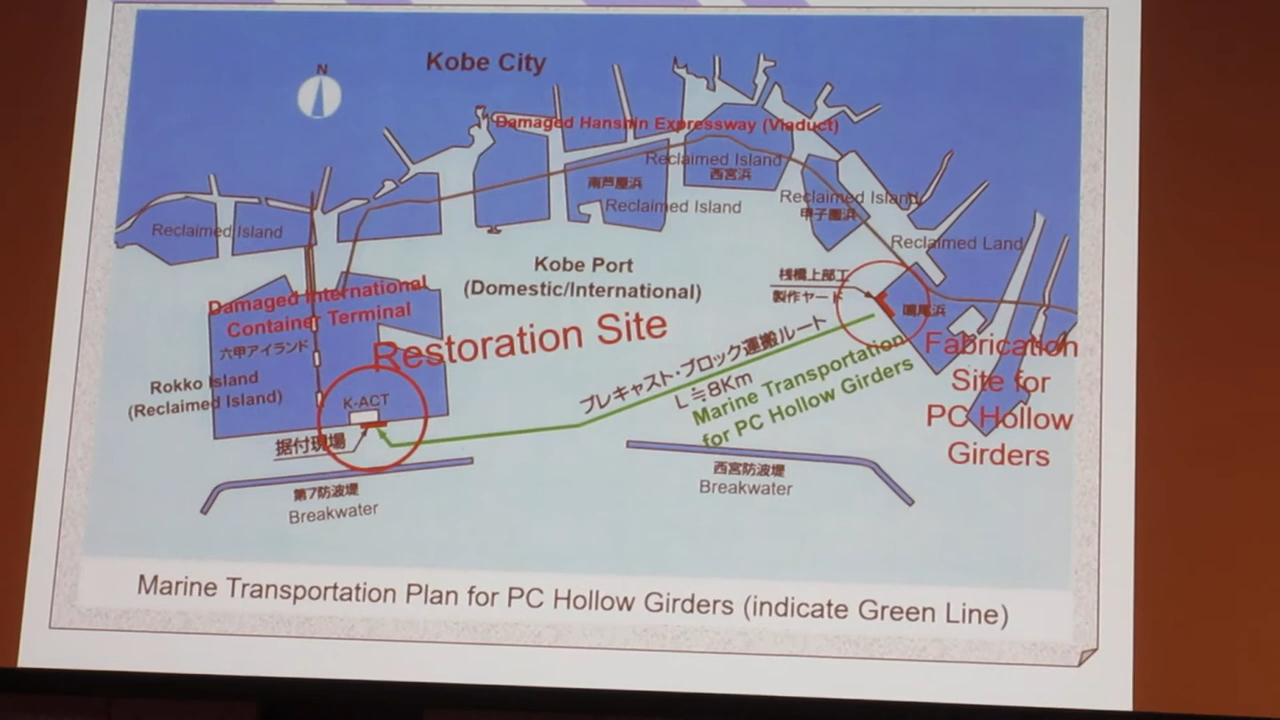 Kobe City
N
Damaged Hanshin Expressway (Viaduct)
Reclaimed Island
西宮浜
南芦屋浜
Reclaimed Island
Reclaimed Island
甲子園浜
Reclaimed Island
Reclaimed Land
Kobe Port
(Domestic/International)
桟橋上部工
製作ヤード
鳴尾浜
Damaged International
Container Terminal
六甲アイランド
Restoration Site
Rokko Island
(Reclaimed Island)
K-ACT
据付現場
プレキャスト・ブロック運搬ルート
L≒8Km
Marine Transportation
for PC Hollow Girders
Fabrication
Site for
PC Hollow
Girders
第7防波堤
Breakwater
西宮防波堤
Breakwater
Marine Transportation Plan for PC Hollow Girders (indicate Green Line)